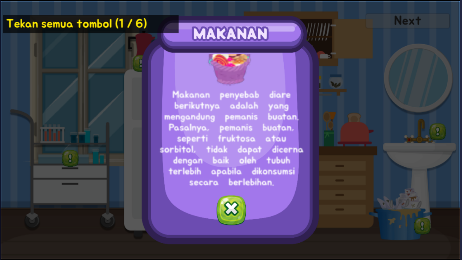 Tekan semua tombol (1 / 6)
Next
MAKANAN
Makanan penyebab diare
berikutnya adalah yang
mengandung pemanis buatan.
Pasalnya, pemanis buatan,
seperti fruktosa atau
sorbitol, tidak dapat dicerna
dengan baik oleh tubuh
terlebih apabila dikonsumsi
secara berlebihan.